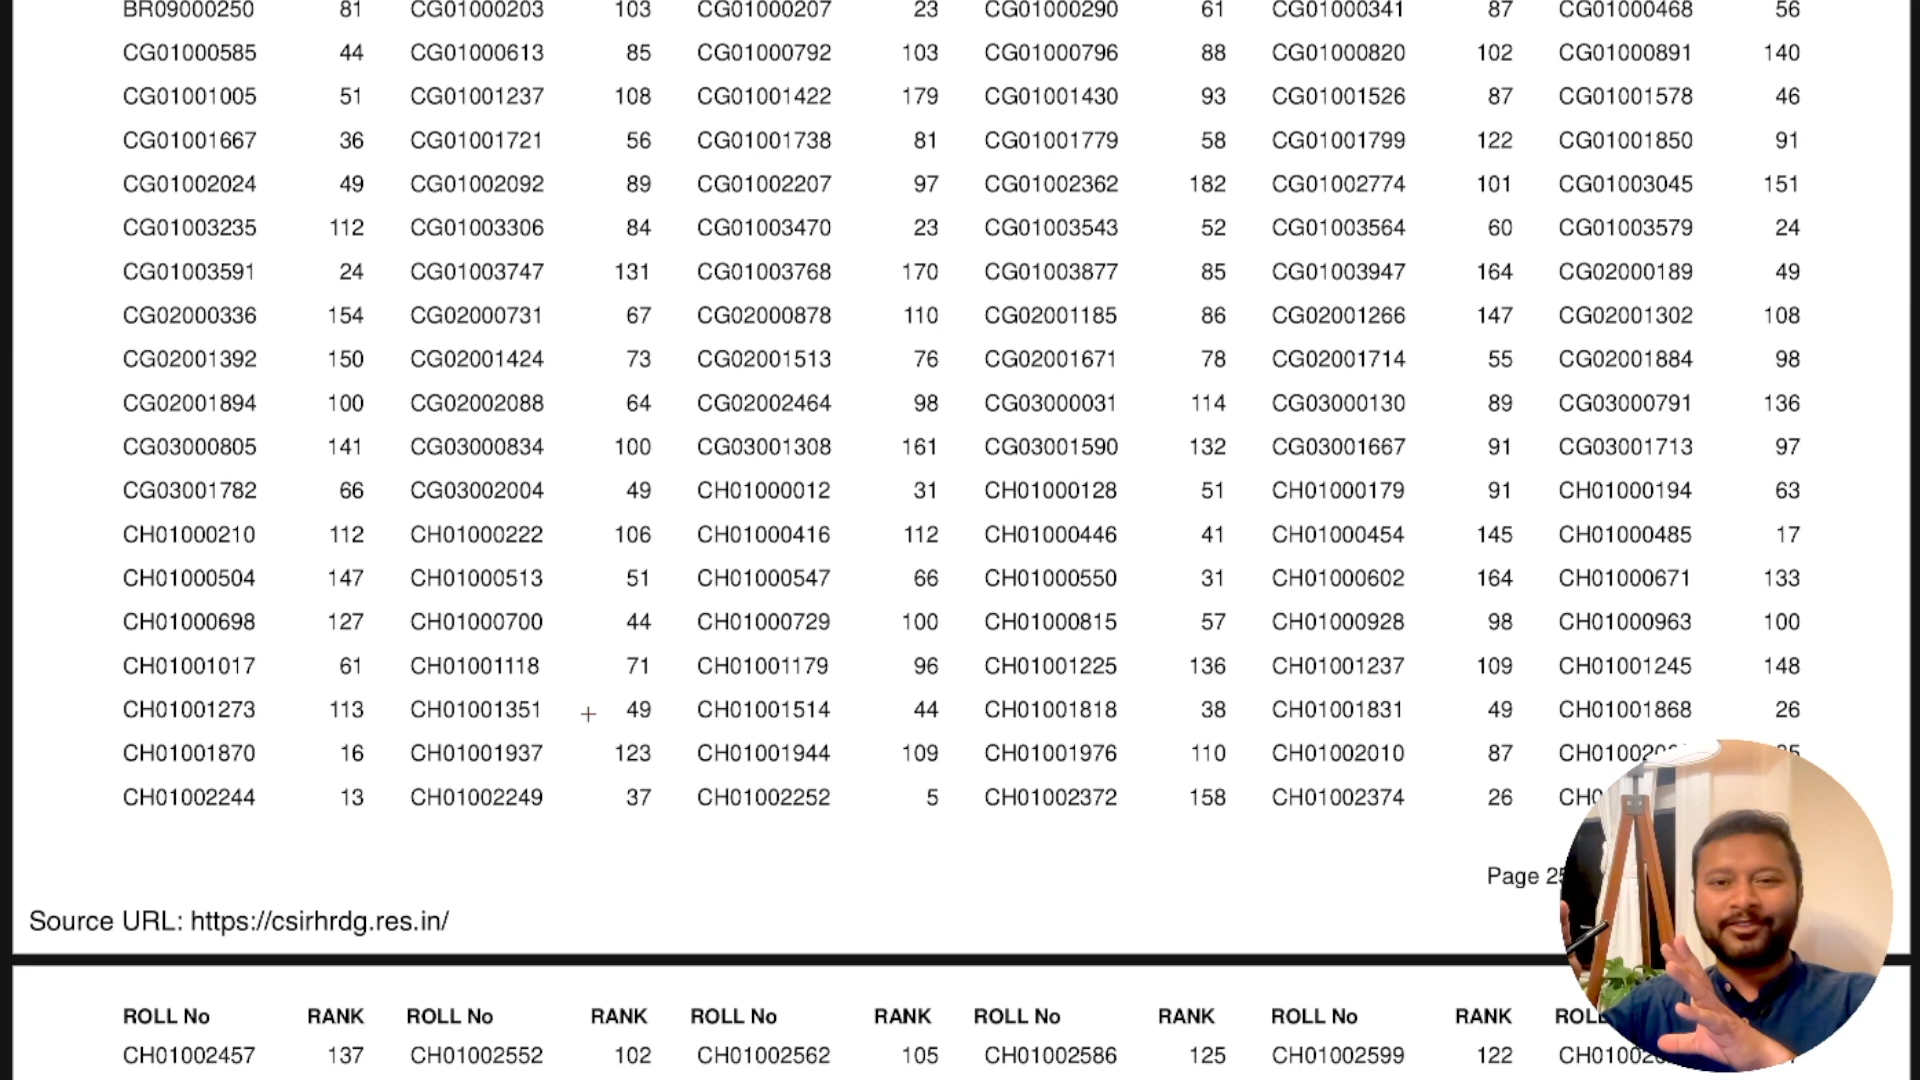 BR09000250 81 CG01000203 103 CG01000207 23 CG01000290 61 CG01000341 87 CG01000468 56
CG01000585 44 CG01000613 85 CG01000792 103 CG01000796 88 CG01000820 102 CG01000891 140
CG01001005 51 CG01001237 108 CG01001422 179 CG01001430 93 CG01001526 87 CG01001578 46
CG01001667 36 CG01001721 56 CG01001738 81 CG01001779 58 CG01001799 122 CG01001850 91
CG01002024 49 CG01002092 89 CG01002207 97 CG01002362 182 CG01002774 101 CG01003045 151
CG01003235 112 CG01003306 84 CG01003470 23 CG01003543 52 CG01003564 60 CG01003579 24
CG01003591 24 CG01003747 131 CG01003768 170 CG01003877 85 CG01003947 164 CG02000189 49
CG02000336 154 CG02000731 67 CG02000878 110 CG02001185 86 CG02001266 147 CG02001302 108
CG02001392 150 CG02001424 73 CG02001513 76 CG02001671 78 CG02001714 55 CG02001884 98
CG02001894 100 CG02002088 64 CG02002464 98 CG03000031 114 CG03000130 89 CG03000791 136
CG03000805 141 CG03000834 100 CG03001308 161 CG03001590 132 CG03001667 91 CG03001713 97
CG03001782 66 CG03002004 49 CH01000012 31 CH01000128 51 CH01000179 91 CH01000194 63
CH01000210 112 CH01000222 106 CH01000416 112 CH01000446 41 CH01000454 145 CH01000485 17
CH01000504 147 CH01000513 51 CH01000547 66 CH01000550 31 CH01000602 164 CH01000671 133
CH01000698 127 CH01000700 44 CH01000729 100 CH01000815 57 CH01000928 98 CH01000963 100
CH01001017 61 CH01001118 71 CH01001179 96 CH01001225 136 CH01001237 109 CH01001245 148
CH01001273 113 CH01001351 49 CH01001514 44 CH01001818 38 CH01001831 49 CH01001868 26
CH01001870 16 CH01001937 123 CH01001944 109 CH01001976 110 CH01002010 87
CH01002244 13 CH01002249 37 CH01002252 5 CH01002372 158 CH01002374 26
Page
Source URL: https://csirhrdg.res.in/
ROLL No RANK ROLL No RANK ROLL No RANK ROLL No RANK ROLL No RANK
CH01002457 137 CH01002552 102 CH01002562 105 CH01002586 125 CH01002599 122